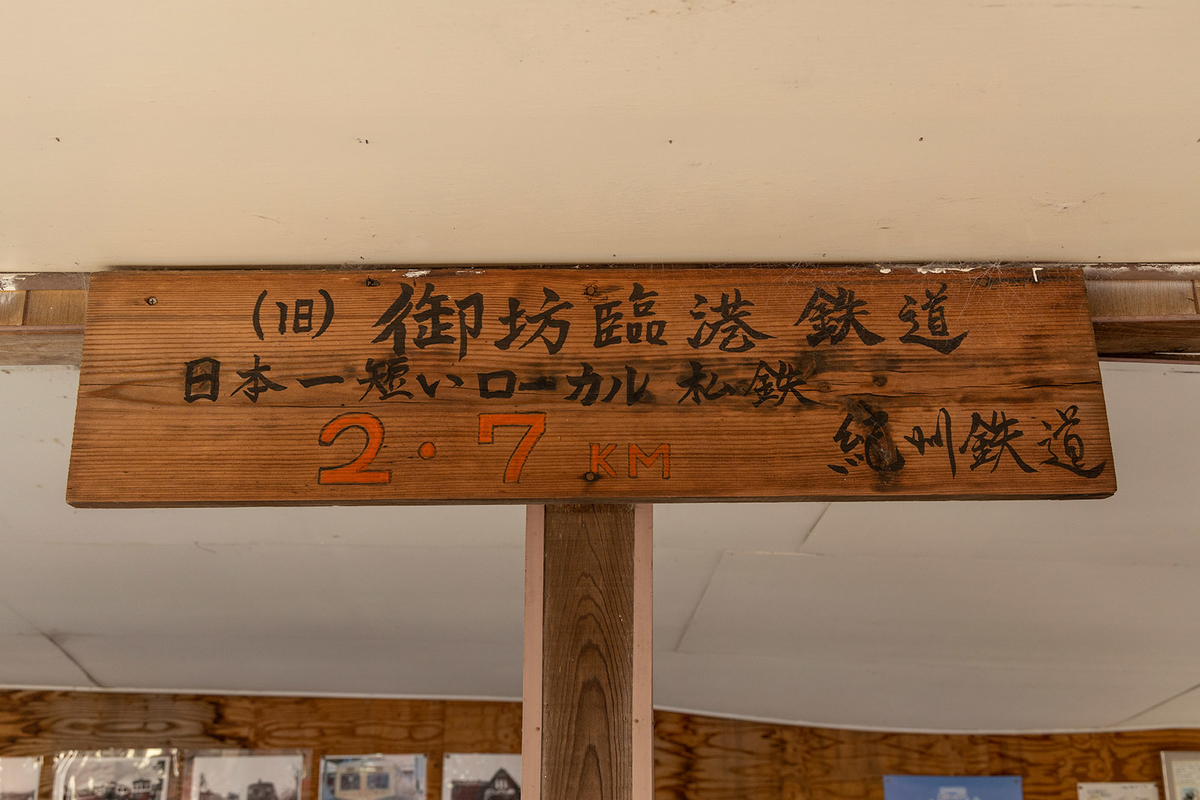 (旧) 御坊臨港鉄道
日本一短いローカル私鉄
2・7 KM
紀州鉄道